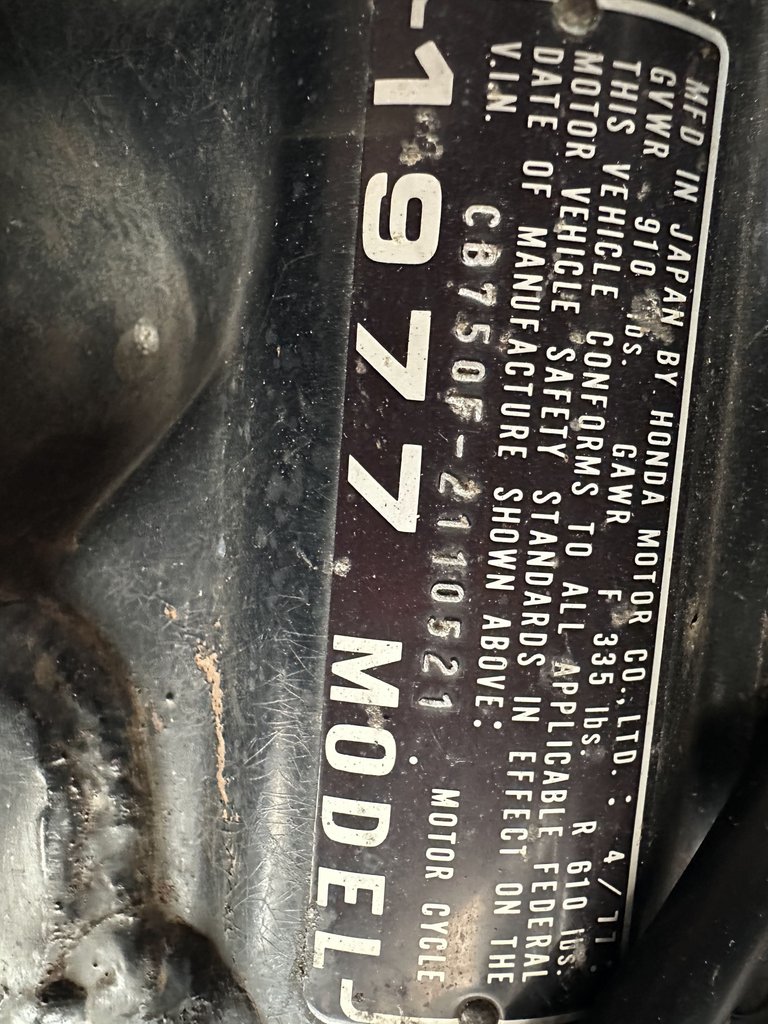 MFD IN JAPAN BY HONDA MOTOR CO., LTD. : 4/77 :
GVWR 910 lbs. GAWR F 335 lbs. R 610 lbs.
THIS VEHICLE CONFORMS TO ALL APPLICABLE FEDERAL
MOTOR VEHICLE SAFETY STANDARDS IN EFFECT ON THE
DATE OF MANUFACTURE SHOWN ABOVE:
V.I.N. CB750F-2110521 MOTOR CYCLE
1977 MODEL